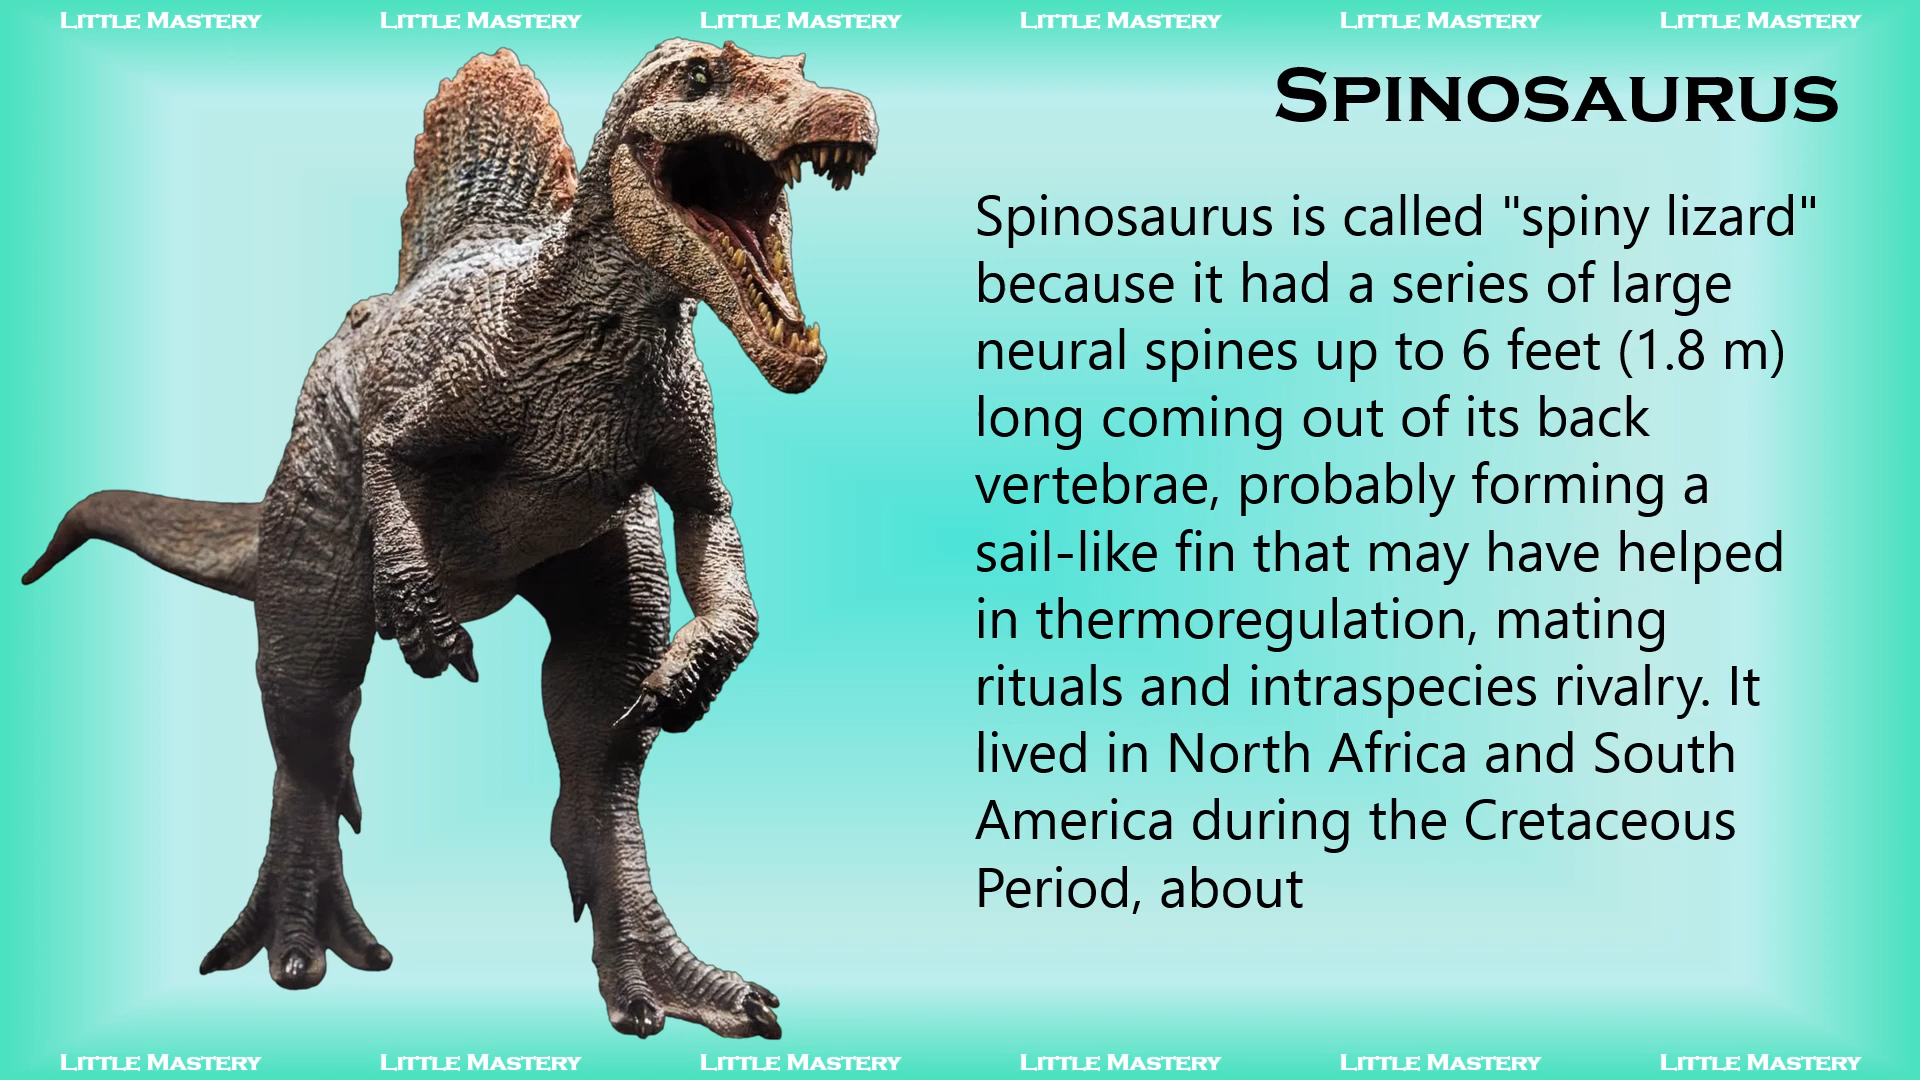 Little Mastery Little Mastery Little Mastery Little Mastery Little Mastery Little Mastery
Spinosaurus
Spinosaurus is called "spiny lizard"
because it had a series of large
neural spines up to 6 feet (1.8 m)
long coming out of its back
vertebrae, probably forming a
sail-like fin that may have helped
in thermoregulation, mating
rituals and intraspecies rivalry. It
lived in North Africa and South
America during the Cretaceous
Period, about
Little Mastery Little Mastery Little Mastery Little Mastery Little Mastery Little Mastery